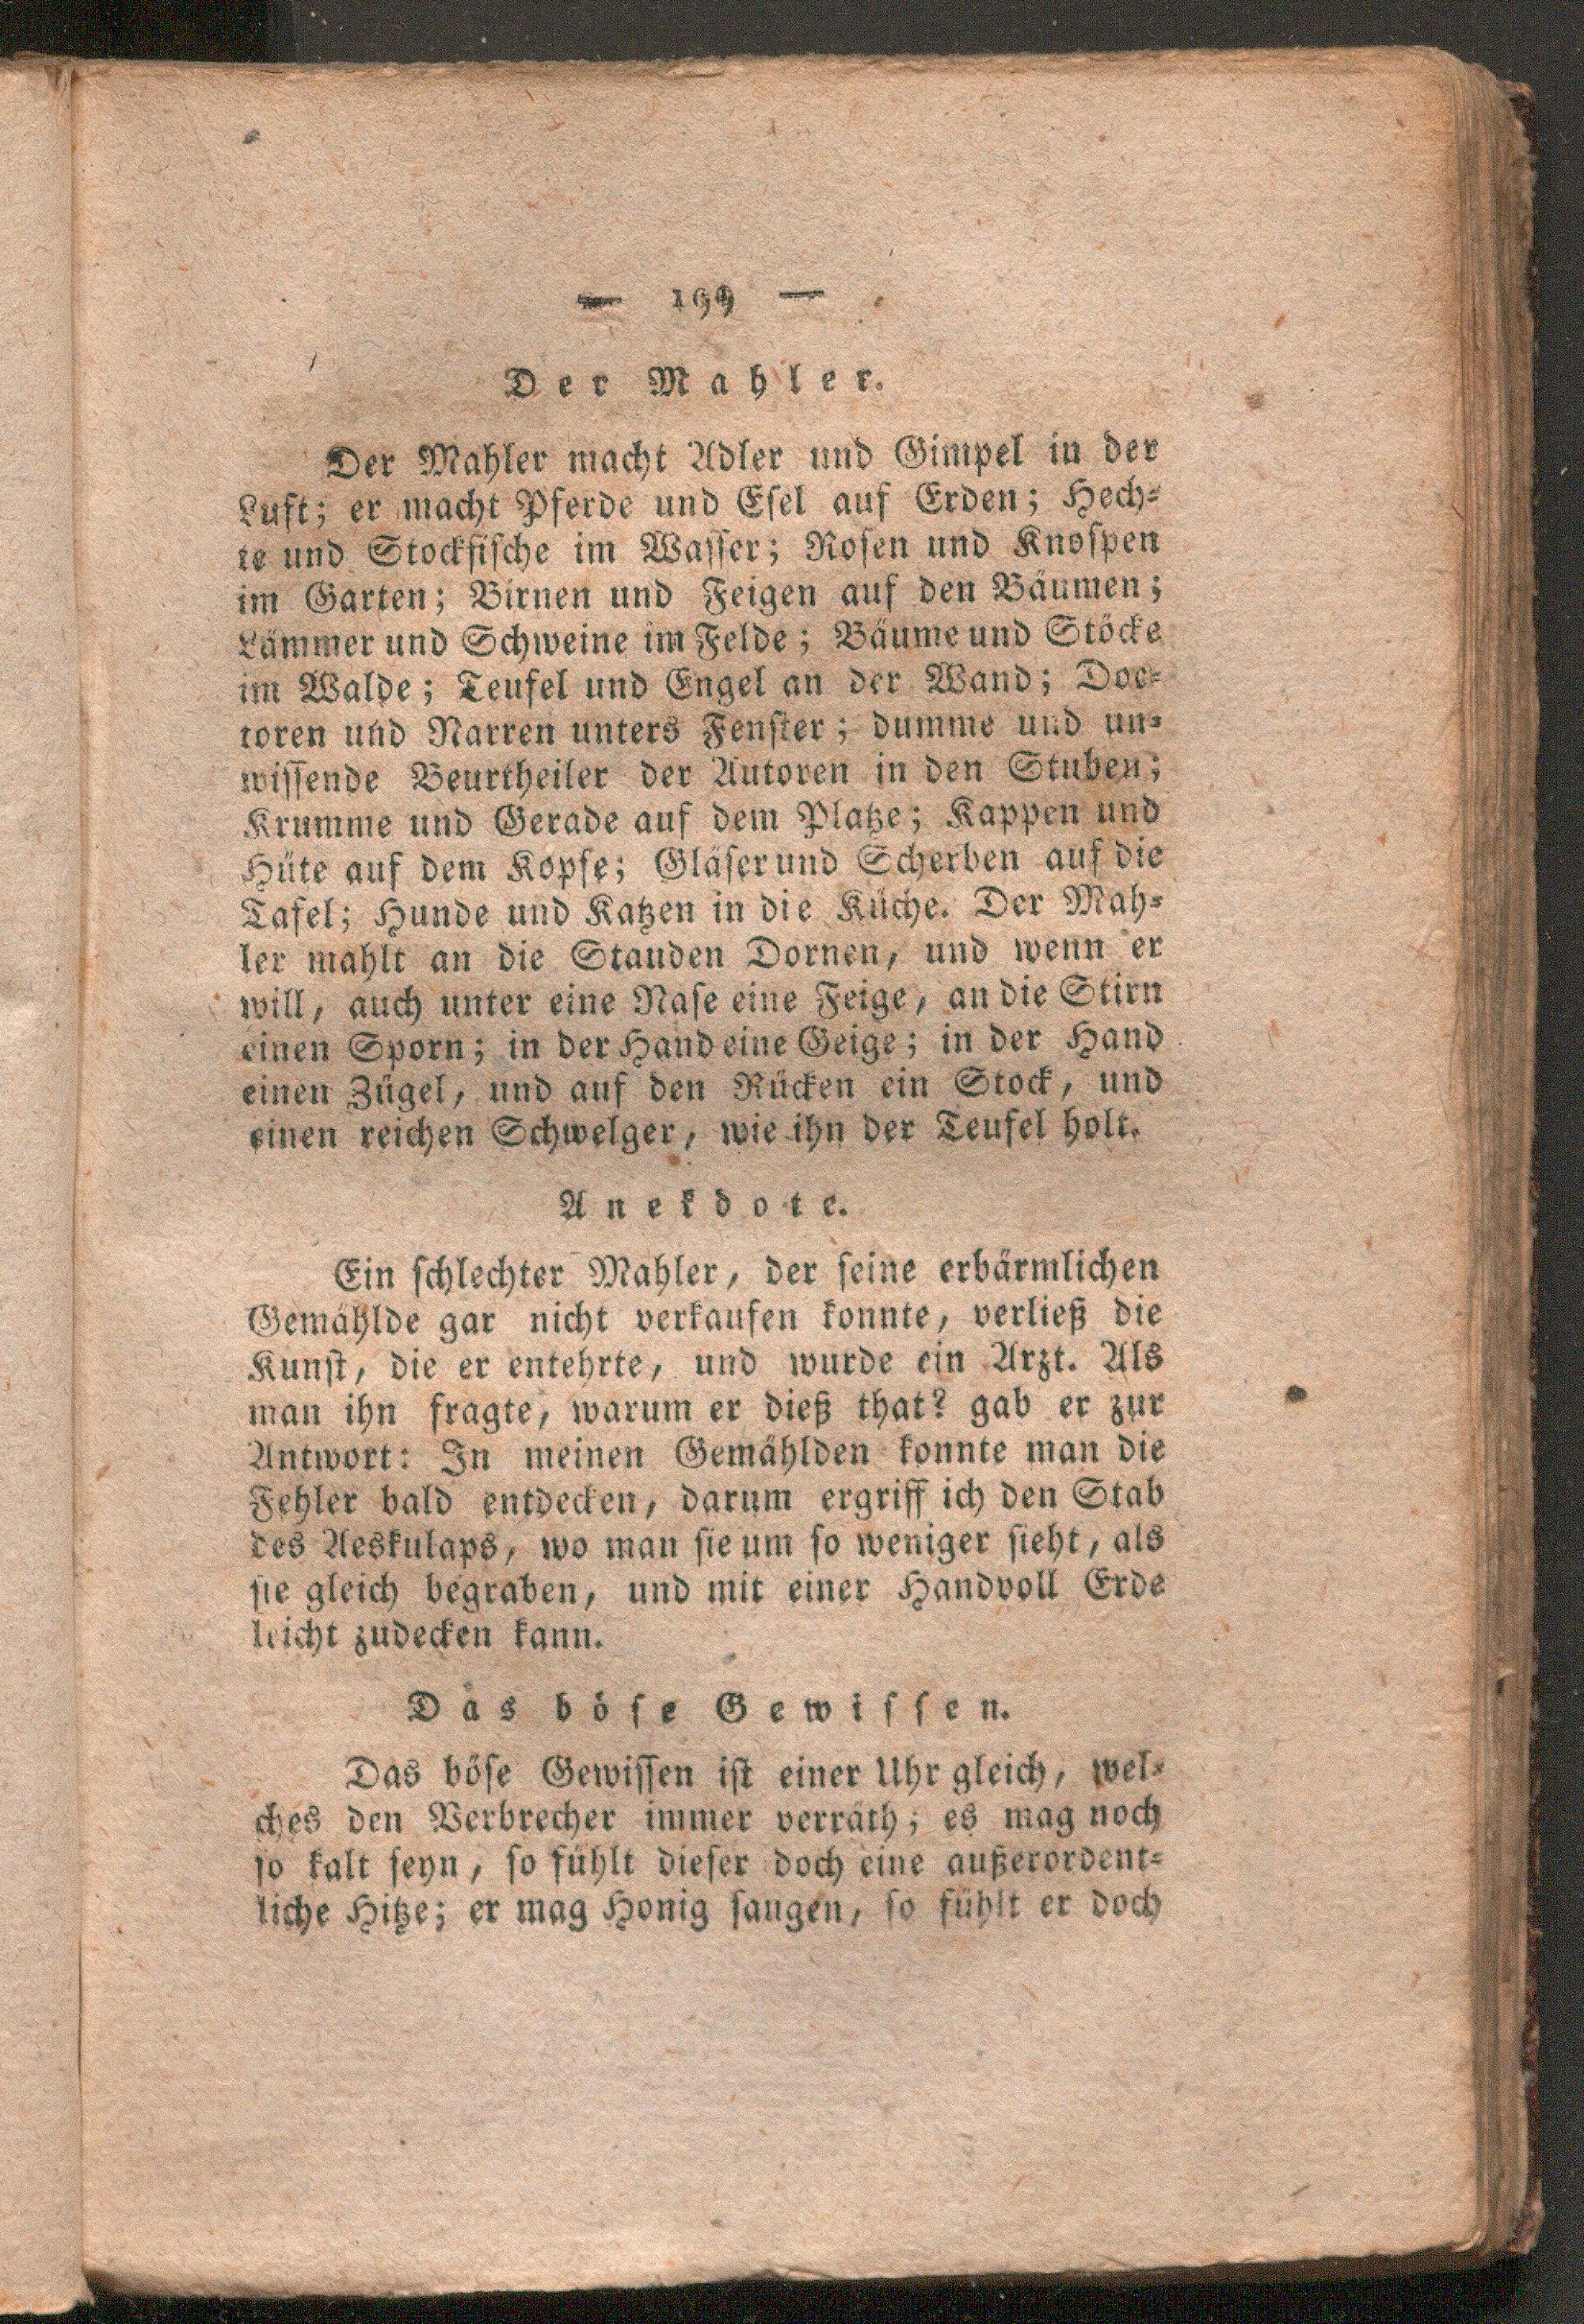 — 199 —
Der Mahler.
Der Mahler macht Adler und Gimpel in der
Luft; er macht Pferde und Esel auf Erden; Hech-
te und Stockfische im Wasser; Rosen und Knospen
im Garten; Birnen und Feigen auf den Bäumen;
Lämmer und Schweine im Felde; Bäume und Stöcke
im Walde; Teufel und Engel an der Wand; Doc-
toren und Narren unters Fenster; dumme und un-
wissende Beurtheiler der Autoren in den Stuben;
Krumme und Gerade auf dem Platze; Kappen und
Hüte auf dem Kopfe; Gläser und Scherben auf die
Tafel; Hunde und Katzen in die Küche. Der Mah-
ler mahlt an die Stauden Dornen, und wenn er
will, auch unter eine Nase eine Feige, an die Stirn
einen Sporn; in der Hand eine Geige; in der Hand
einen Zügel, und auf den Rücken ein Stock, und
einen reichen Schwelger, wie ihn der Teufel holt.
Anekdote.
Ein schlechter Mahler, der seine erbärmlichen
Gemählde gar nicht verkaufen konnte, verließ die
Kunst, die er entehrte, und wurde ein Arzt. Als
man ihn fragte, warum er dieß that? gab er zur
Antwort: In meinen Gemählden konnte man die
Fehler bald entdecken, darum ergriff ich den Stab
des Aeskulaps, wo man sie um so weniger sieht, als
sie gleich begraben, und mit einer Handvoll Erde
leicht zudecken kann.
Das böse Gewissen.
Das böse Gewissen ist einer Uhr gleich, wel-
ches den Verbrecher immer verräth; es mag noch
so kalt seyn, so fühlt dieser doch eine außerordent-
liche Hitze; er mag Honig saugen, so fühlt er doch